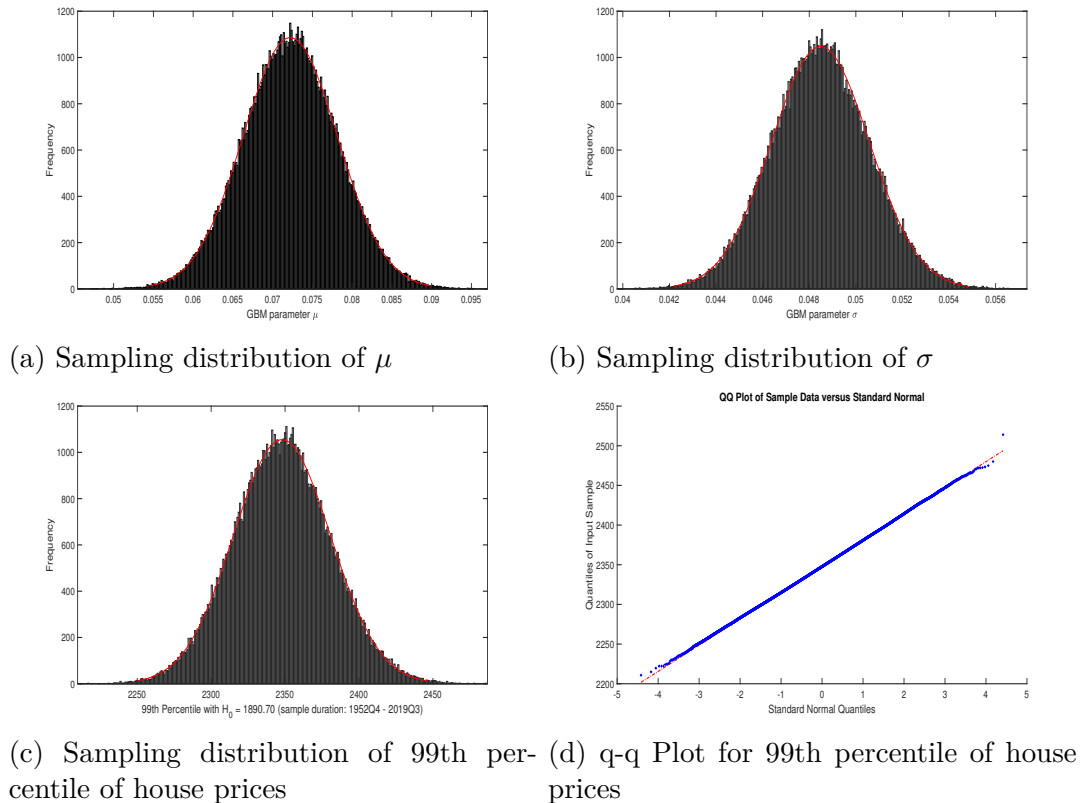 1200
1000
800
600
400
200
0
Frequency
0.05 0.055 0.06 0.065 0.07 0.075 0.08 0.085 0.09 0.095
GBM parameter μ
(a) Sampling distribution of μ
1200
1000
800
600
400
200
0
Frequency
0.04 0.042 0.044 0.046 0.048 0.05 0.052 0.054 0.056
GBM parameter σ
(b) Sampling distribution of σ
1200
1000
800
600
400
200
0
Frequency
2250 2300 2350 2400 2450
99th Percentile with H0 = 1890.70 (sample duration: 1952Q4 - 2019Q3)
(c) Sampling distribution of 99th per-
centile of house prices
QQ Plot of Sample Data versus Standard Normal
2550
2500
2450
2400
2350
2300
2250
2200
Quantiles of Input Sample
-5 -4 -3 -2 -1 0 1 2 3 4 5
Standard Normal Quantiles
(d) q-q Plot for 99th percentile of house
prices